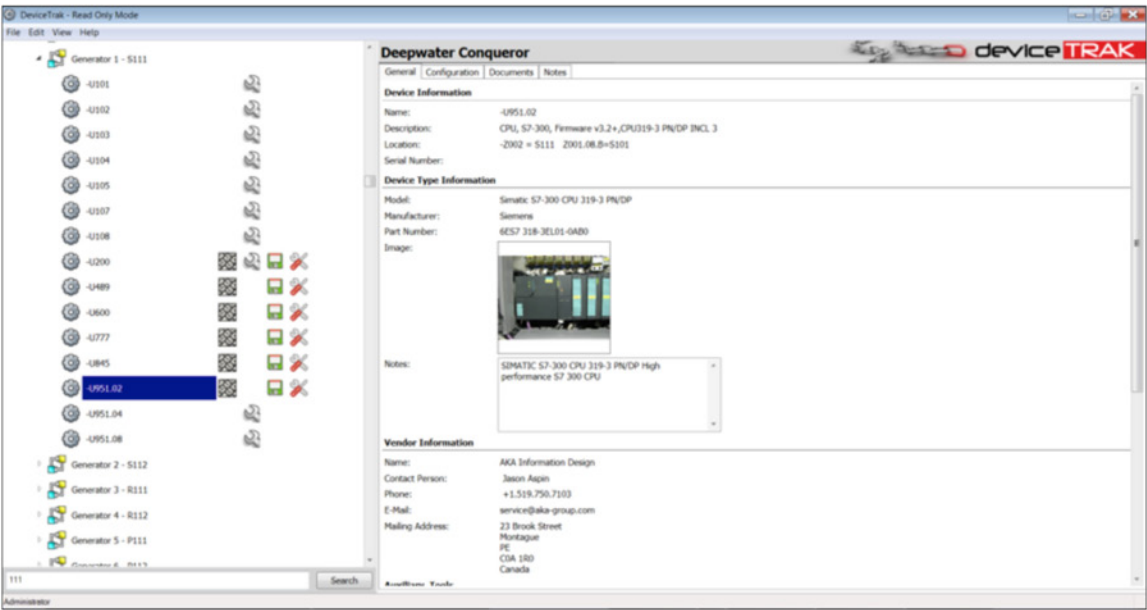 DeviceTrak - Read Only Mode
File Edit View Help
Generator 1 - S111
-U101
-U102
-U103
-U104
-U105
-U107
-U108
-U200
-U489
-U600
-U777
-U845
-U951.02
-U951.04
-U951.08
Generator 2 - S112
Generator 3 - R111
Generator 4 - R112
Generator 5 - P111
111
Search
Administrator
Deepwater Conqueror
device TRAK
General Configuration Documents Notes
Device Information
Name: -U951.02
Description: CPU, S7-300, Firmware v3.2+,CPU319-3 PN/DP INCL 3
Location: -Z002 = S111 Z001.08.B=S101
Serial Number:
Device Type Information
Model: Simatic S7-300 CPU 319-3 PN/DP
Manufacturer: Siemens
Part Number: 6ES7 318-3EL01-0AB0
Image:
Notes: SIMATIC S7-300 CPU 319-3 PN/DP High
performance S7 300 CPU
Vendor Information
Name: AKA Information Design
Contact Person: Jason Aspin
Phone: +1.519.750.7103
E-Mail: service@aka-group.com
Mailing Address: 23 Brook Street
Montague
PE
C0A 1R0
Canada
Auxiliary Tools